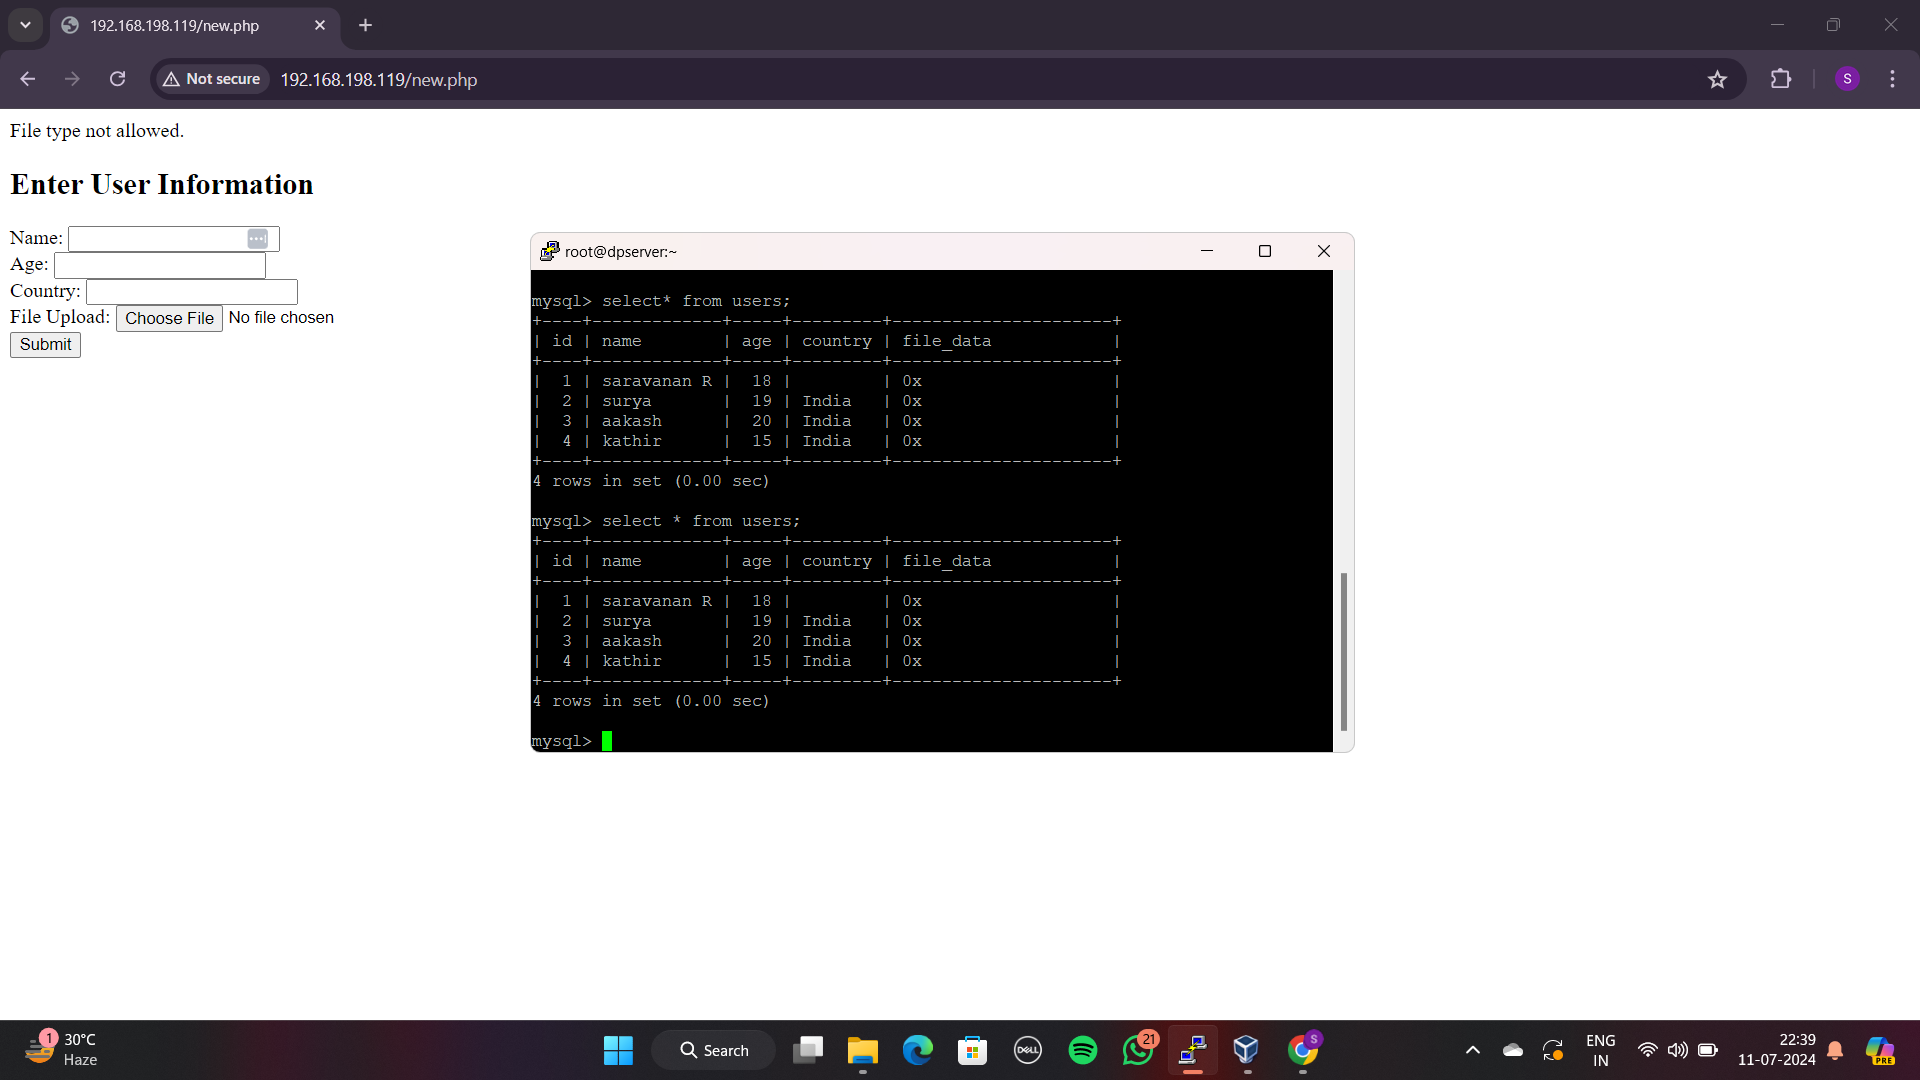 192.168.198.119/new.php
Not secure
192.168.198.119/new.php
S
File type not allowed.
Enter User Information
Name:
Age:
Country:
File Upload: Choose File No file chosen
Submit
root@dpserver:~
mysql> select* from users;
+----+-------------+-----+---------+----------------------+
| id | name        | age | country | file_data            |
+----+-------------+-----+---------+----------------------+
|  1 | saravanan R |  18 |         | 0x                   |
|  2 | surya       |  19 | India   | 0x                   |
|  3 | aakash      |  20 | India   | 0x                   |
|  4 | kathir      |  15 | India   | 0x                   |
+----+-------------+-----+---------+----------------------+
4 rows in set (0.00 sec)
mysql> select * from users;
+----+-------------+-----+---------+----------------------+
| id | name        | age | country | file_data            |
+----+-------------+-----+---------+----------------------+
|  1 | saravanan R |  18 |         | 0x                   |
|  2 | surya       |  19 | India   | 0x                   |
|  3 | aakash      |  20 | India   | 0x                   |
|  4 | kathir      |  15 | India   | 0x                   |
+----+-------------+-----+---------+----------------------+
4 rows in set (0.00 sec)
mysql>
1
30°C
Haze
Search
DELL
21
S
ENG
IN
22:39
11-07-2024
PRE